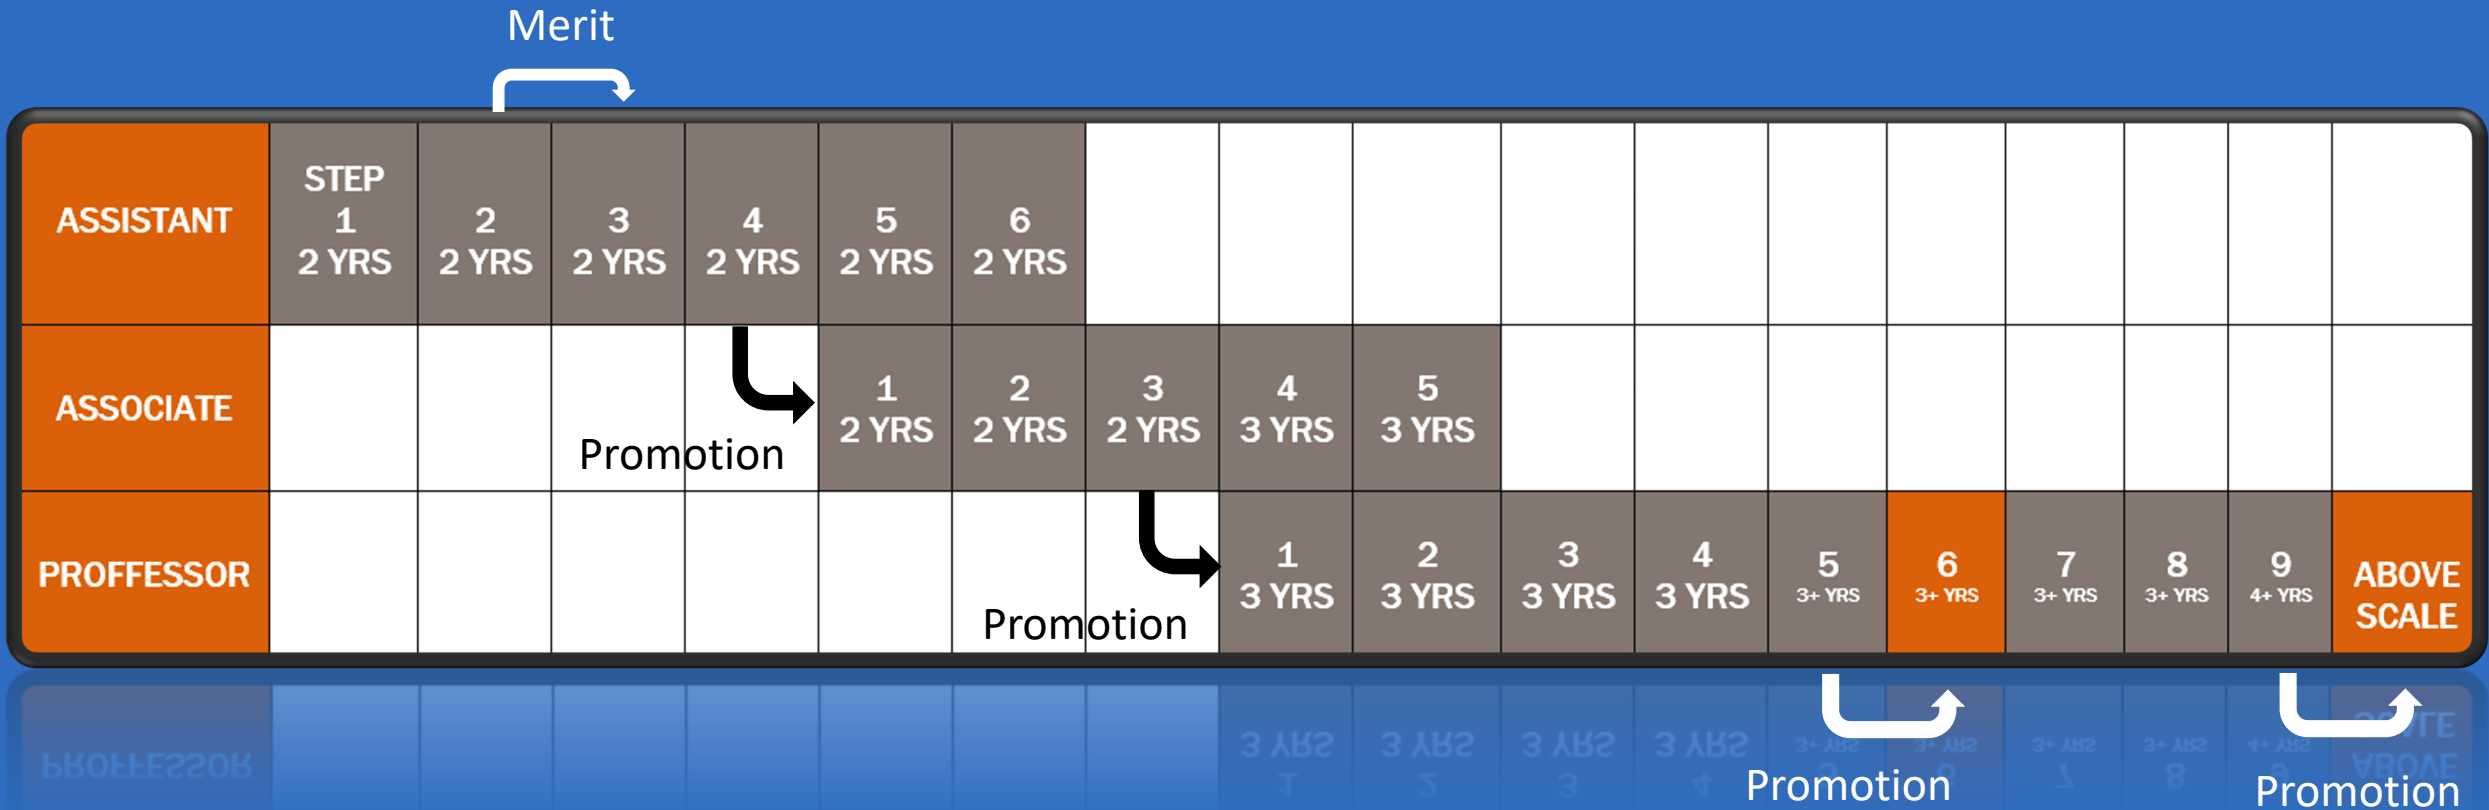 Merit
ASSISTANT
STEP
1
2 YRS
2
2 YRS
3
2 YRS
4
2 YRS
5
2 YRS
6
2 YRS
ASSOCIATE
Promotion
1
2 YRS
2
2 YRS
3
2 YRS
4
3 YRS
5
3 YRS
PROFFESSOR
Promotion
1
3 YRS
2
3 YRS
3
3 YRS
4
3 YRS
5
3+ YRS
6
3+ YRS
7
3+ YRS
8
3+ YRS
9
4+ YRS
ABOVE
SCALE
Promotion
Promotion